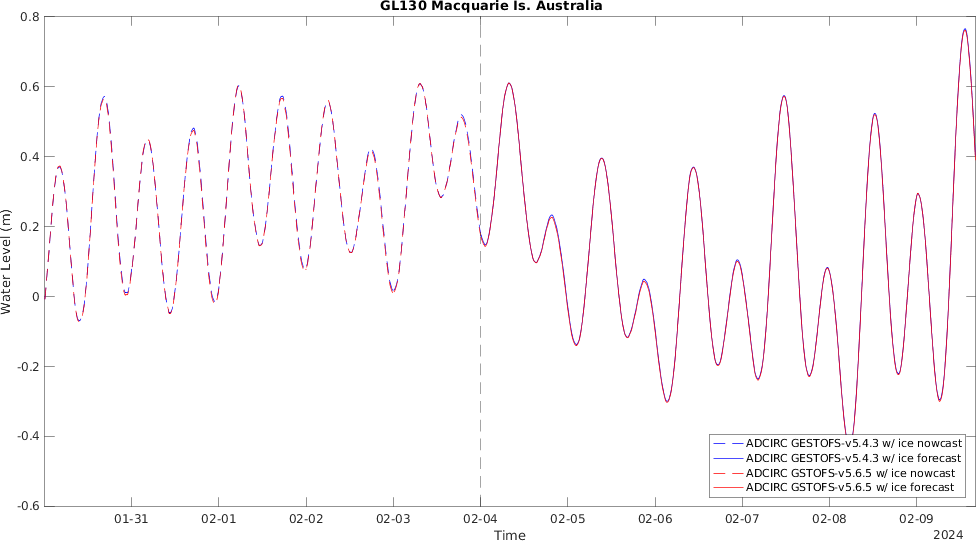 GL130 Macquarie Is. Australia
0.8
0.6
0.4
0.2
0
-0.2
-0.4
-0.6
Water Level (m)
ADCIRC GESTOFS-v5.4.3 w/ ice nowcast
ADCIRC GESTOFS-v5.4.3 w/ ice forecast
ADCIRC GSTOFS-v5.6.5 w/ ice nowcast
ADCIRC GSTOFS-v5.6.5 w/ ice forecast
01-31 02-01 02-02 02-03 02-04 02-05 02-06 02-07 02-08 02-09
Time
2024